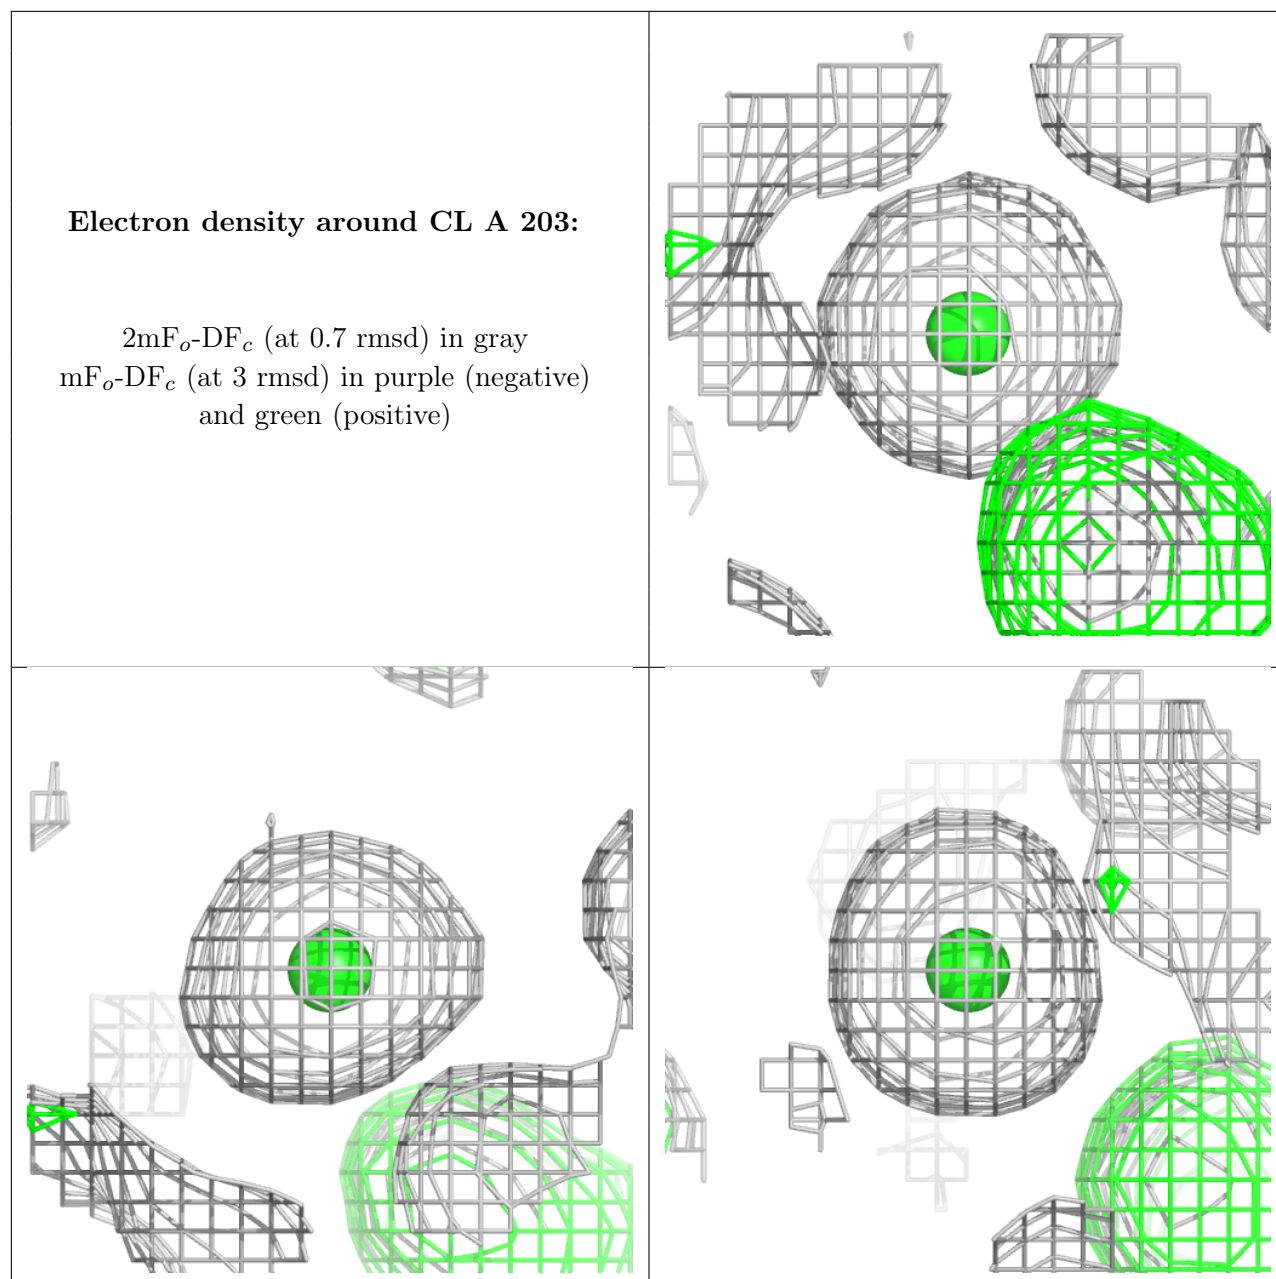 Electron density around CL A 203:
2mFo-DFc (at 0.7 rmsd) in gray
mFo-DFc (at 3 rmsd) in purple (negative)
and green (positive)